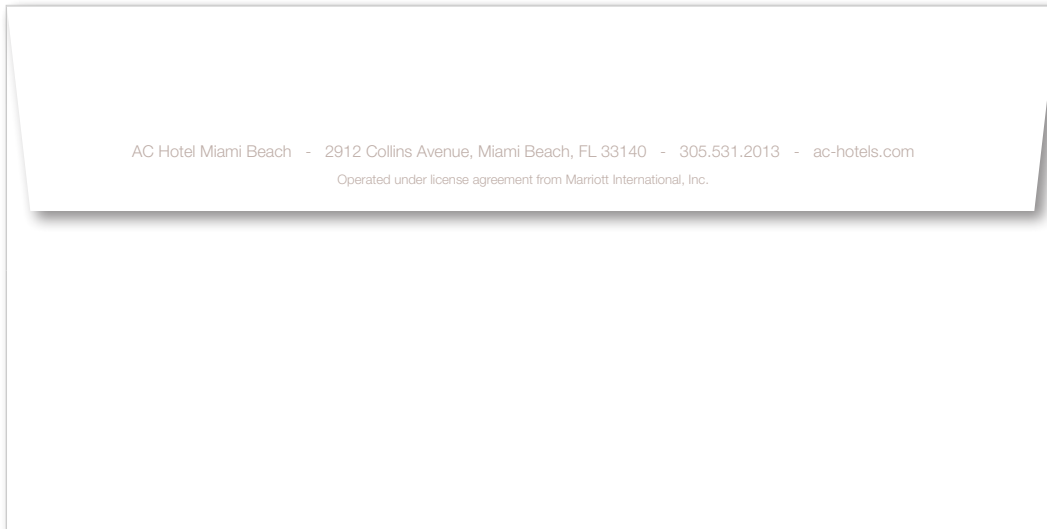 AC Hotel Miami Beach - 2912 Collins Avenue, Miami Beach, FL 33140 - 305.531.2013 - ac-hotels.com
Operated under license agreement from Marriott International, Inc.